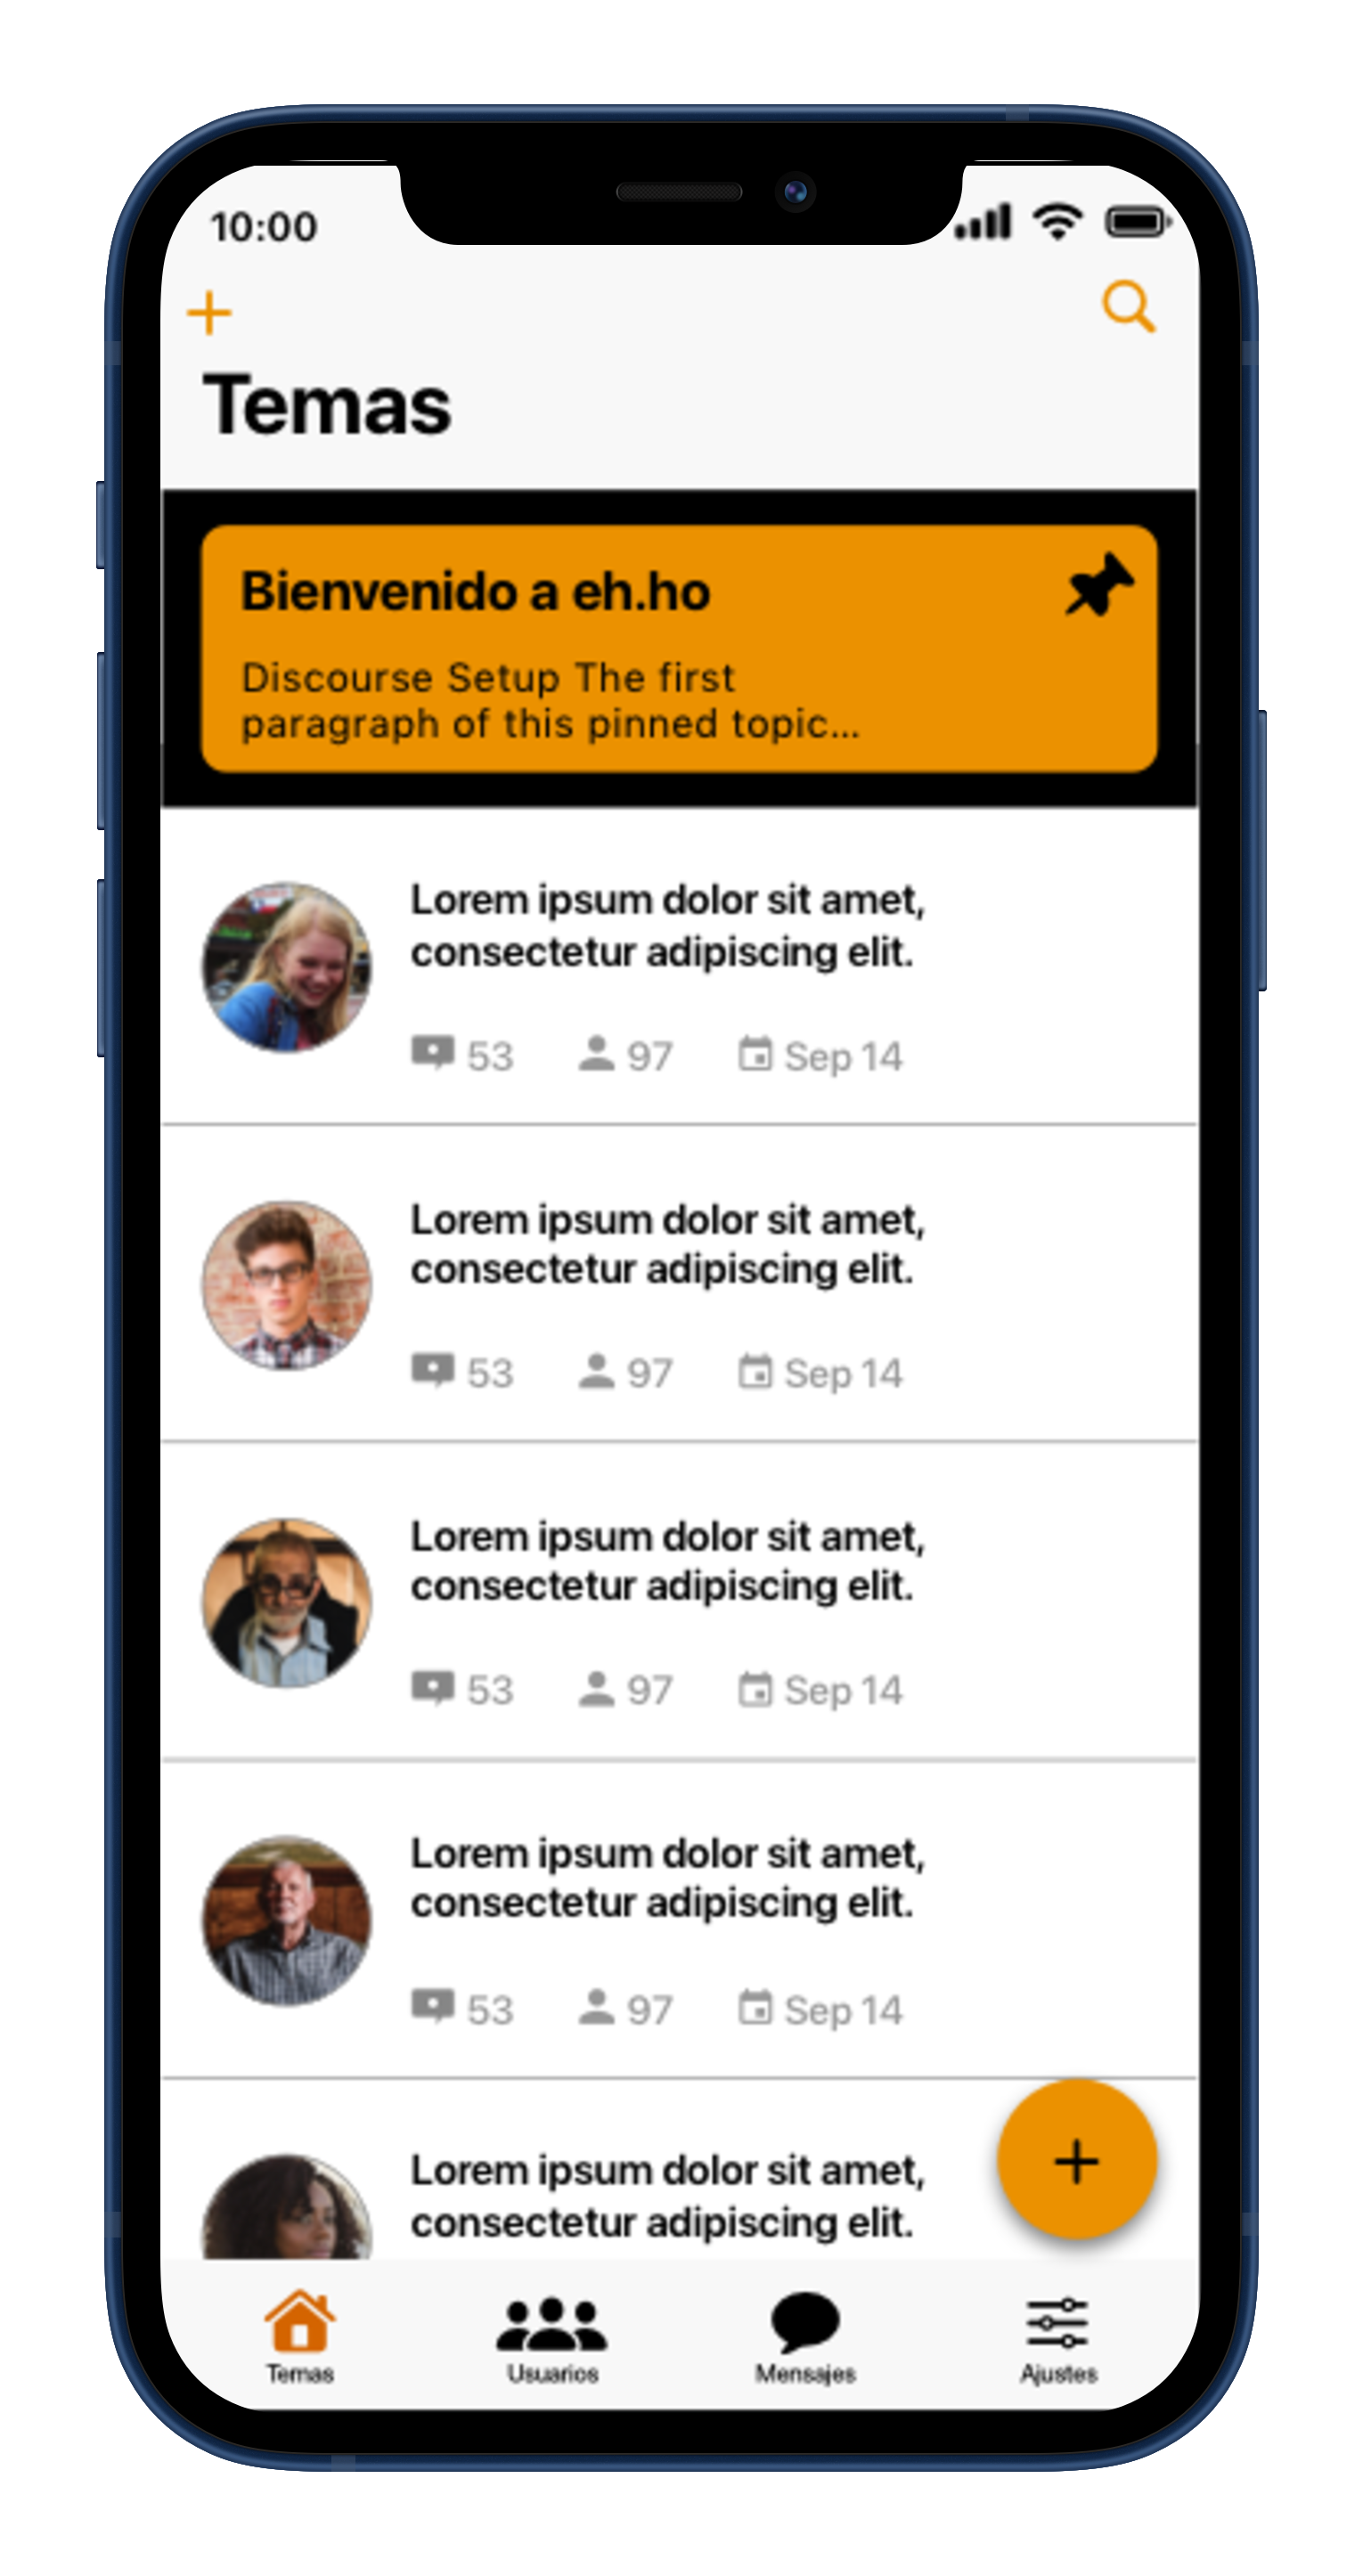 10:00
Temas
Bienvenido a eh.ho
Discourse Setup The first
paragraph of this pinned topic...
Lorem ipsum dolor sit amet,
consectetur adipiscing elit.
53 97 Sep 14
Lorem ipsum dolor sit amet,
consectetur adipiscing elit.
53 97 Sep 14
Lorem ipsum dolor sit amet,
consectetur adipiscing elit.
53 97 Sep 14
Lorem ipsum dolor sit amet,
consectetur adipiscing elit.
53 97 Sep 14
Lorem ipsum dolor sit amet,
consectetur adipiscing elit.
Temas Usuarios Mensajes Ajustes